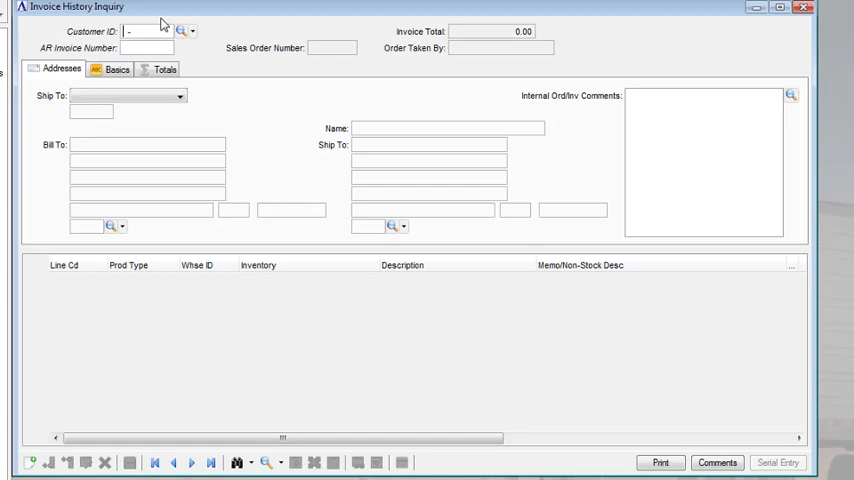 Invoice History Inquiry
Customer ID: - Invoice Total: 0.00
AR Invoice Number: Sales Order Number: Order Taken By:
Addresses ABC Basics Totals
Ship To: Internal Ord/Inv Comments:
Name:
Bill To: Ship To:
Line Cd Prod Type Whse ID Inventory Description Memo/Non-Stock Desc ...
Print Comments Serial Entry